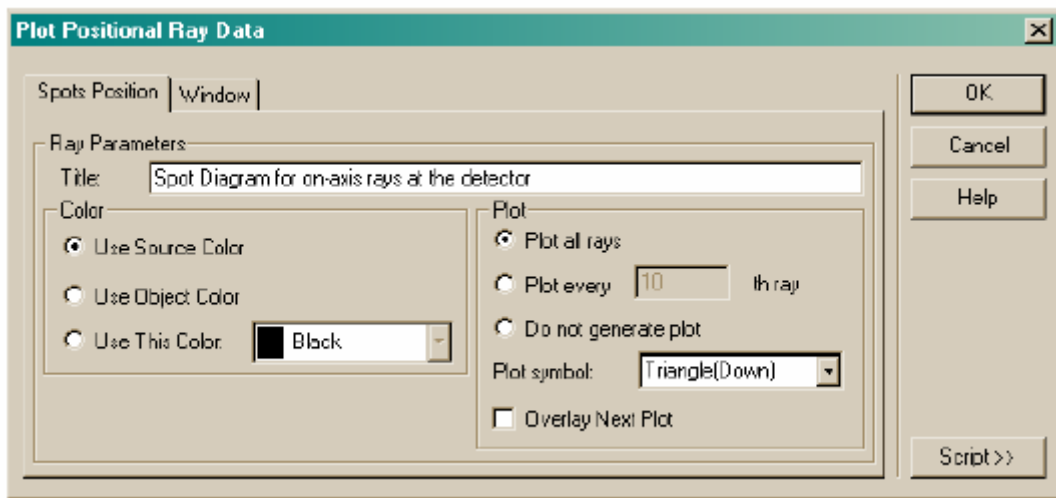 Plot Positional Ray Data
Spots Position
Window
Ray Parameters
Title:
Spot Diagram for on-axis rays at the detector
Color
Use Source Color
Use Object Color
Use This Color:
Black
Plot
Plot all rays
Plot every
10
th ray
Do not generate plot
Plot symbol:
Triangle(Down)
Overlay Next Plot
OK
Cancel
Help
Script >>